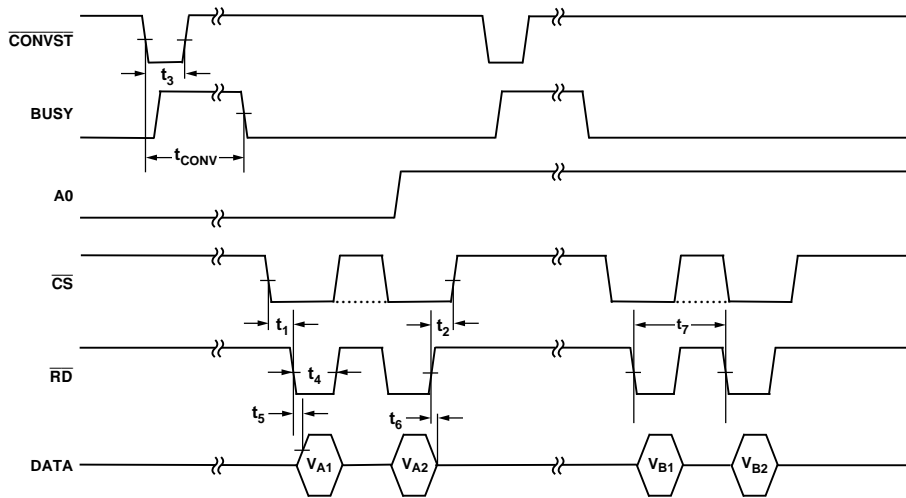 CONVST
t3
BUSY
tCONV
A0
CS
t1
t2
t7
RD
t4
t5
t6
DATA
VA1
VA2
VB1
VB2